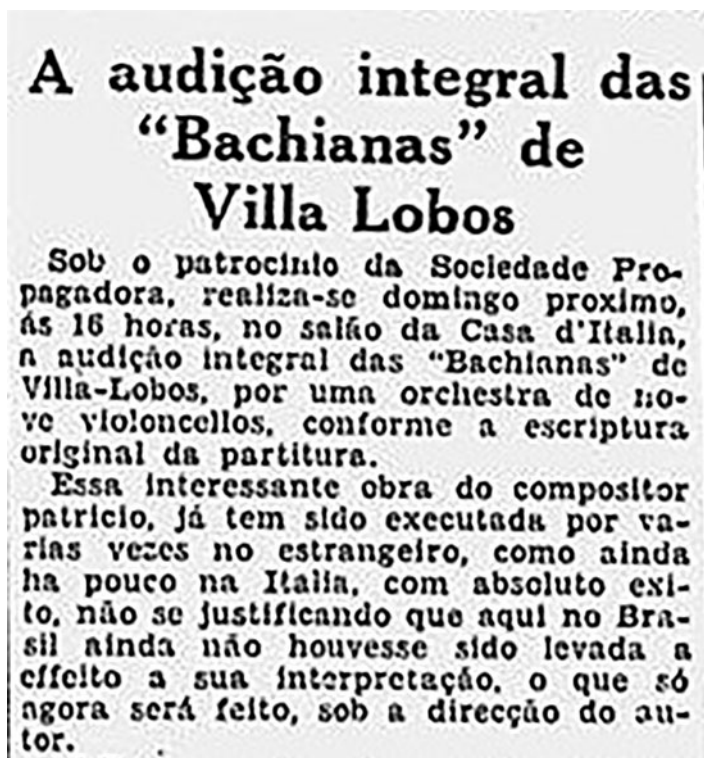 A audição integral das
“Bachianas” de
Villa Lobos
Sob o patrocinio da Sociedade Pro-
pagadora, realiza-se domingo proximo,
ás 16 horas, no salão da Casa d'Italia,
a audição integral das “Bachianas” de
Villa-Lobos, por uma orchestra de no-
ve violoncellos, conforme a escriptura
original da partitura.
Essa interessante obra do compositor
patricio, já tem sido executada por va-
rias vezes no estrangeiro, como ainda
ha pouco na Italia, com absoluto exi-
to, não se justificando que aqui no Bra-
sil ainda não houvesse sido levada a
effeito a sua interpretação, o que só
agora será feito, sob a direcção do au-
tor.